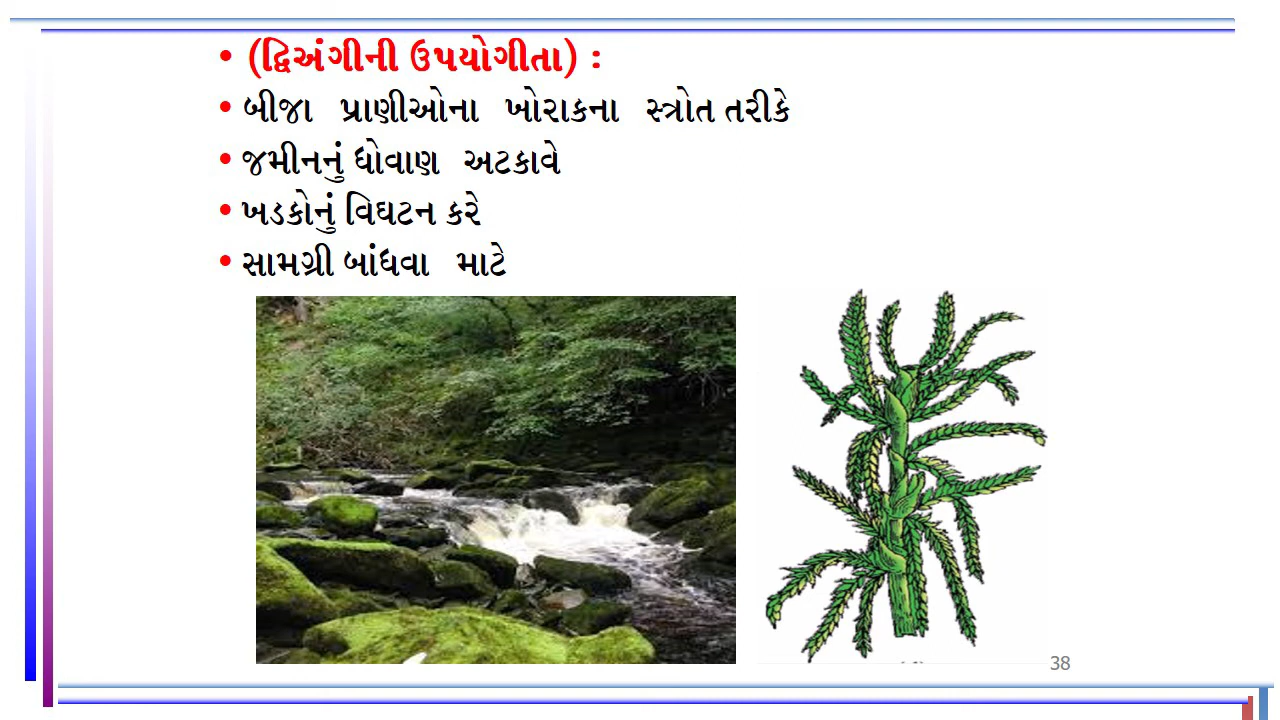 • (દ્વિઅંગીની ઉપયોગીતા) :
• બીજા પ્રાણીઓના ખોરાકના સ્ત્રોત તરીકે
• જમીનનું ધોવાણ અટકાવે
• ખડકોનું વિઘટન કરે
• સામગ્રી બાંધવા માટે
38